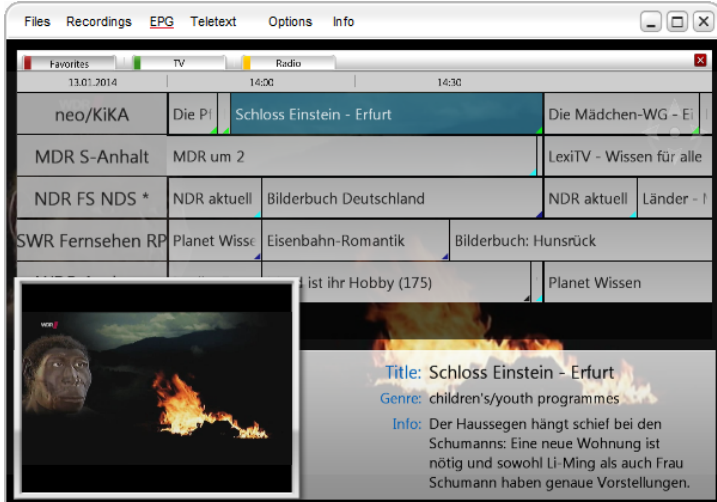 Files Recordings EPG Teletext Options Info
Favorites TV Radio
13.01.2014 14:00 14:30
neo/KiKA Die Pf Schloss Einstein - Erfurt Die Mädchen-WG - Ei
MDR S-Anhalt MDR um 2 LexiTV - Wissen für alle
NDR FS NDS * NDR aktuell Bilderbuch Deutschland NDR aktuell Länder -
SWR Fernsehen RP Planet Wisse Eisenbahn-Romantik Bilderbuch: Hunsrück
ist ihr Hobby (175) Planet Wissen
WDR
Title: Schloss Einstein - Erfurt
Genre: children's/youth programmes
Info: Der Haussegen hängt schief bei den
Schumanns: Eine neue Wohnung ist
nötig und sowohl Li-Ming als auch Frau
Schumann haben genaue Vorstellungen.